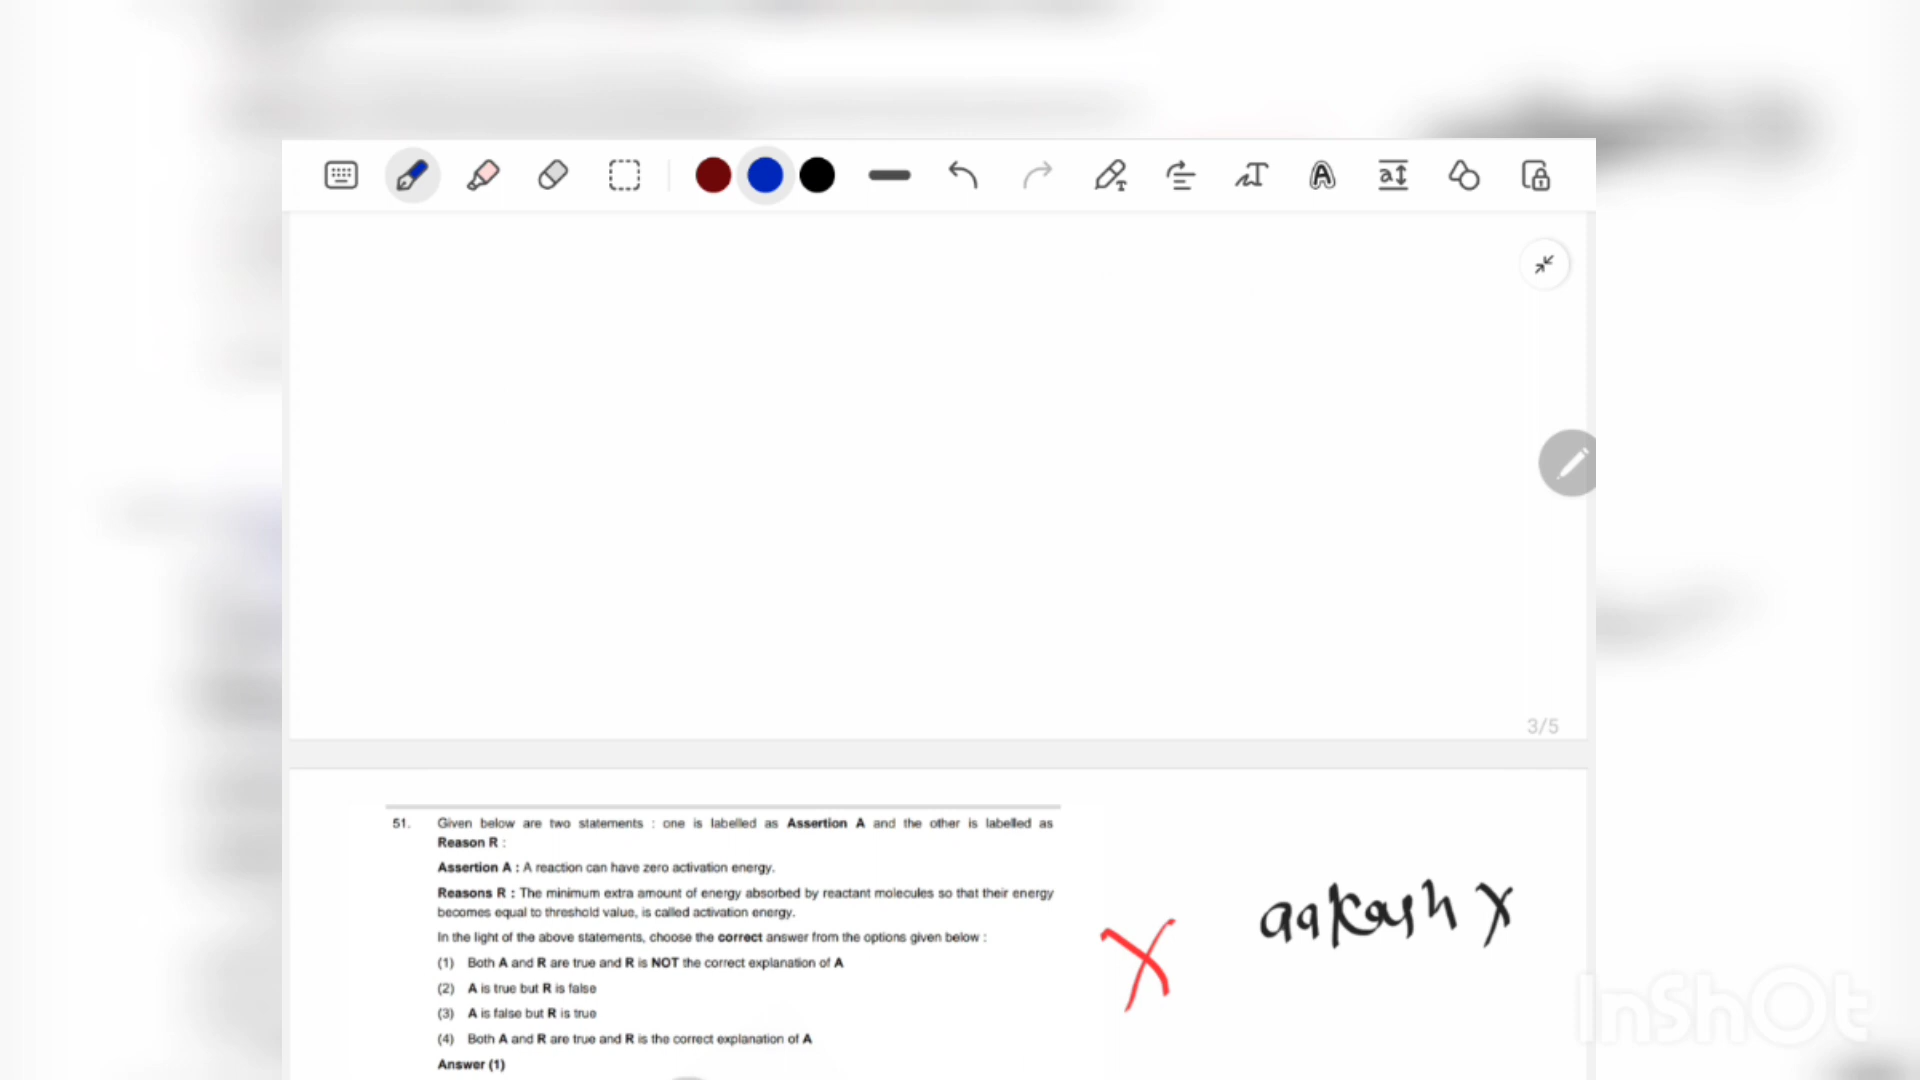 3/5
51. Given below are two statements : one is labelled as Assertion A and the other is labelled as
Reason R :
Assertion A : A reaction can have zero activation energy.
Reasons R : The minimum extra amount of energy absorbed by reactant molecules so that their energy
becomes equal to threshold value, is called activation energy.
In the light of the above statements, choose the correct answer from the options given below :
(1) Both A and R are true and R is NOT the correct explanation of A
(2) A is true but R is false
(3) A is false but R is true
(4) Both A and R are true and R is the correct explanation of A
Answer (1)
aakash X
InShOt